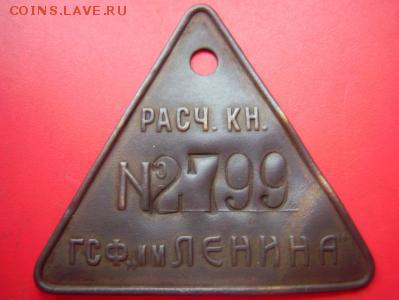 COINS.LAVE.RU
РАСЧ. КН.
№2799
ГСФ„им ЛЕНИНА"